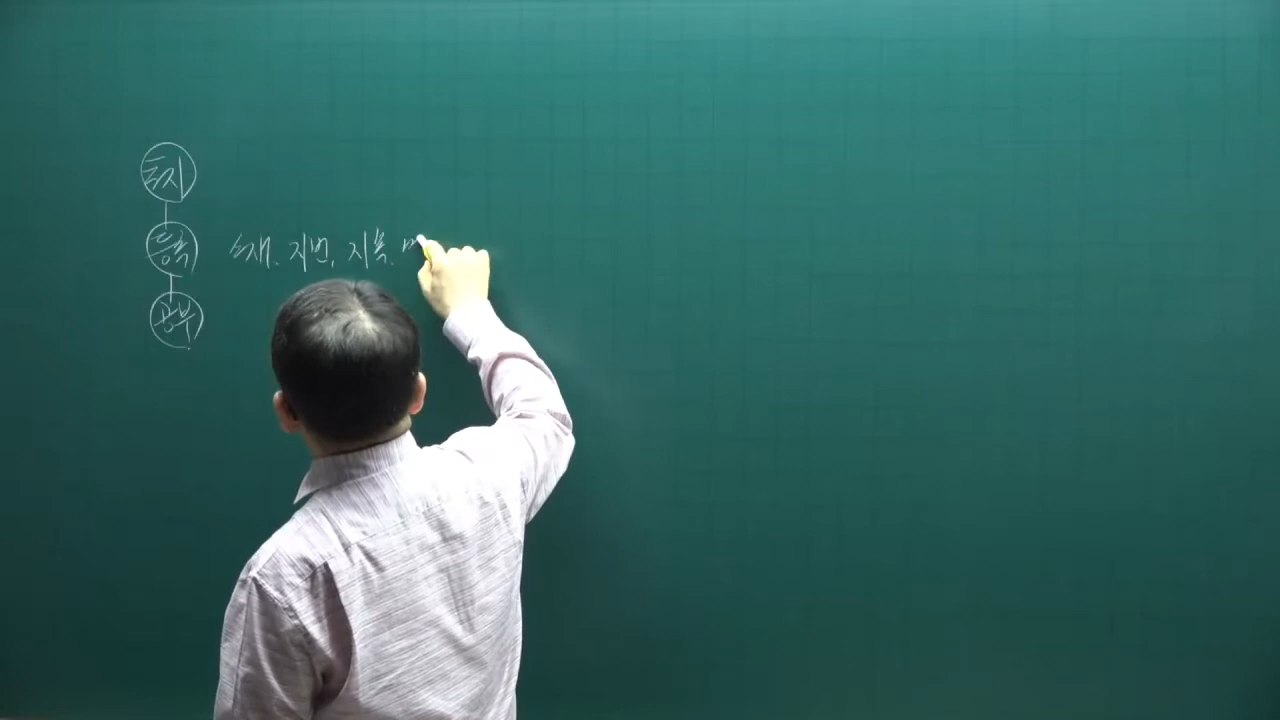 토지
등록 소재. 지번, 지목.
공부